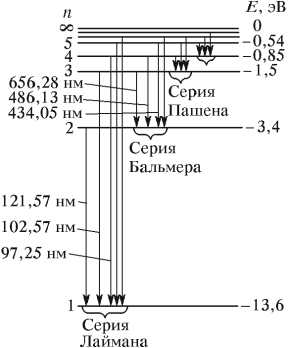 n E, эВ
∞ 0
5 -0,54
4 -0,85
3 -1,5
656,28 нм
486,13 нм
434,05 нм
Серия
Пашена
2 -3,4
Серия
Бальмера
121,57 нм
102,57 нм
97,25 нм
1 -13,6
Серия
Лаймана